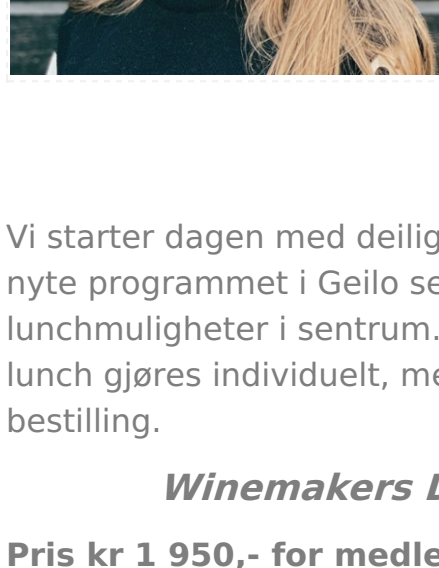 Vi starter dagen med deilig
nyte programmet i Geilo se
lunchmuligheter i sentrum.
lunch gjøres individuelt, me
bestilling.
Winemakers
Pris kr 1 950,- for medle